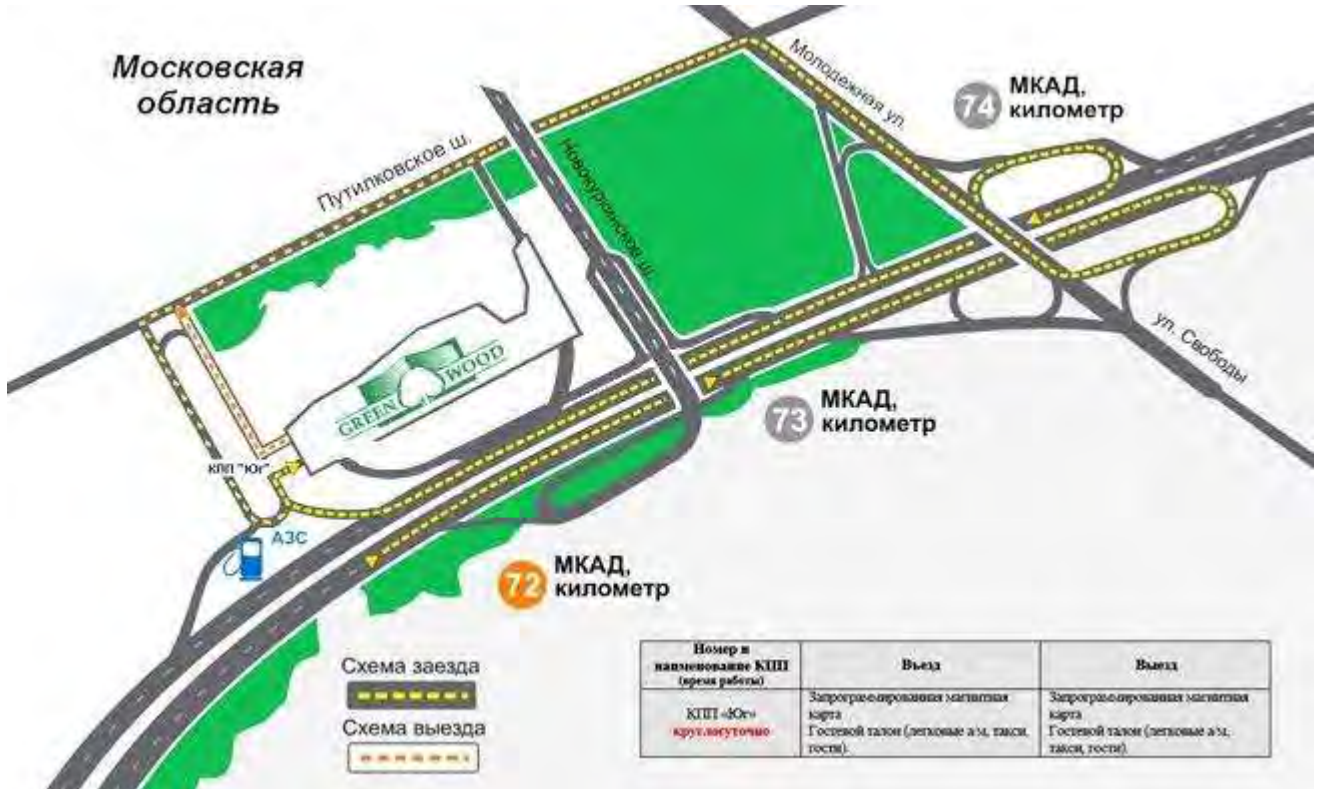 Московская
область
Молодежная ул.
74
МКАД,
километр
Путилковское ш.
Новокуркинское ш.
ул. Свободы
GREEN WOOD
73
МКАД,
километр
КПП "Юг"
АЗС
72
МКАД,
километр
Схема заезда
Схема выезда
Номер и
наименование КПП
(время работы)
Въезд
Выезд
КПП «Юг»
круглосуточно
Запрограммированная магнитная
карта
Гостевой талон (легковые а/м, такси,
гости)
Запрограммированная магнитная
карта
Гостевой талон (легковые а/м,
такси, гости)